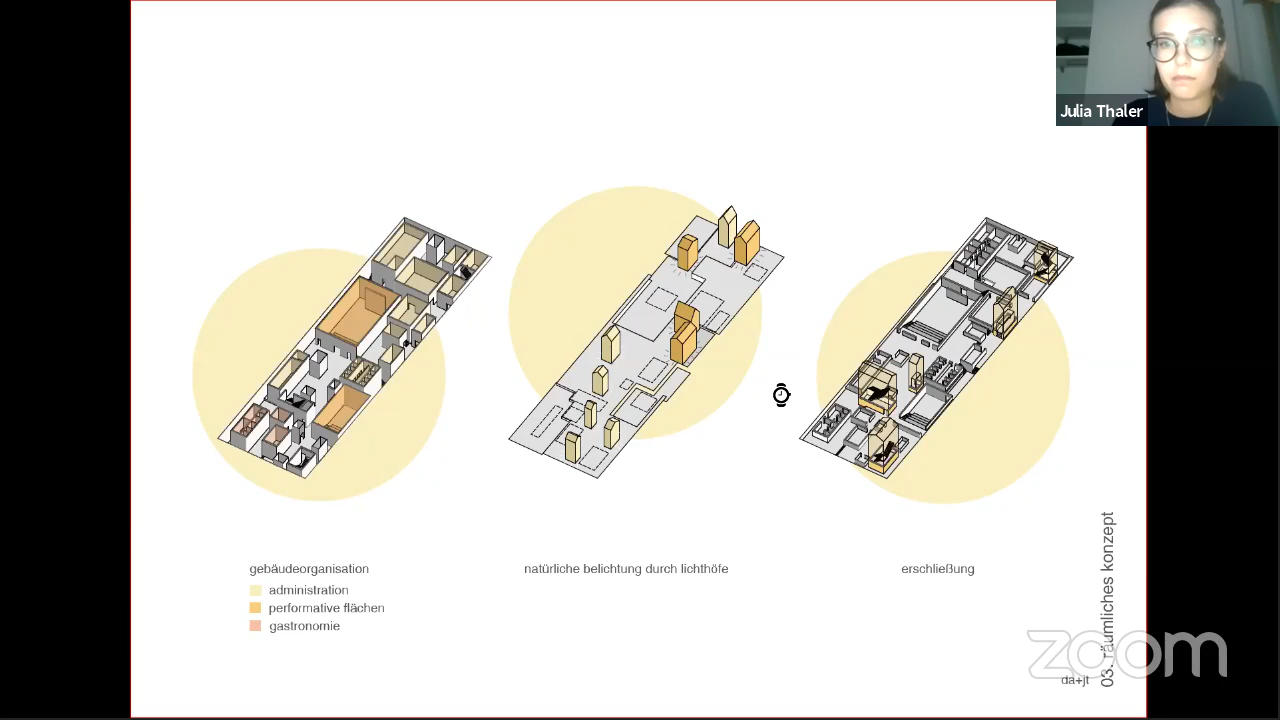 Julia Thaler
gebäudeorganisation
administration
performative flächen
gastronomie
natürliche belichtung durch lichthöfe
erschließung
03. räumliches konzept
da+jt
zoom